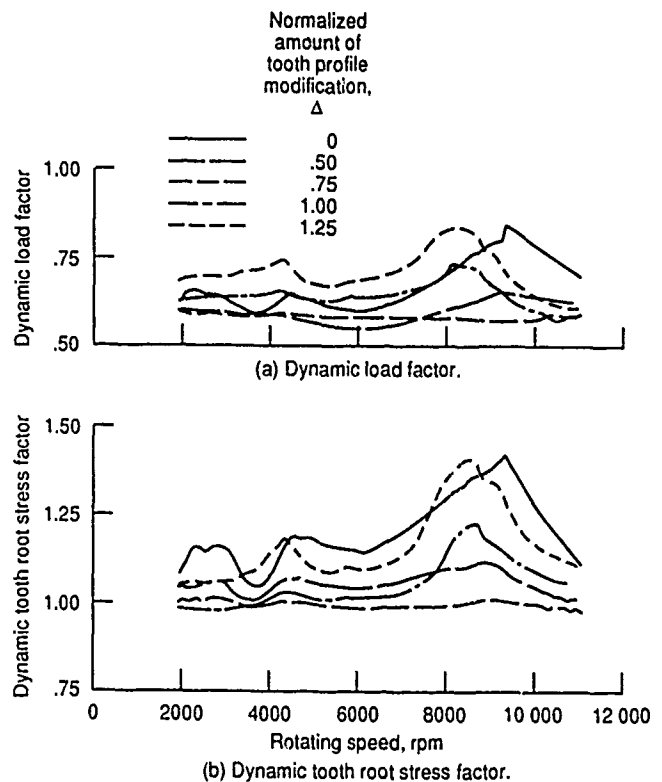 Normalized
amount of
tooth profile
modification,
Δ
0
.50
.75
1.00
1.25
Dynamic load factor
1.00
.75
.50
(a) Dynamic load factor.
Dynamic tooth root stress factor
1.50
1.25
1.00
.75
0 2000 4000 6000 8000 10 000 12 000
Rotating speed, rpm
(b) Dynamic tooth root stress factor.